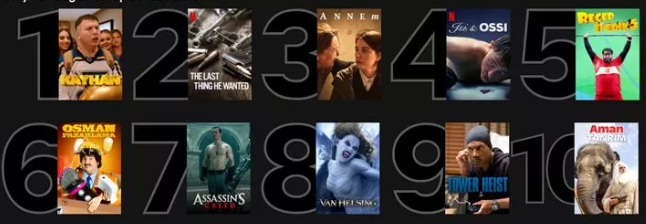 1
KAYHAN
2
N
THE LAST
THING HE WANTED
3
ANNEM
4
N
Isi & OSSI
5
RECEP
İVEDİK 5
6
OSMAN
PAZARLAMA
7
ASSASSIN'S
CREED
8
VAN HELSING
9
TOWER HEIST
10
Aman